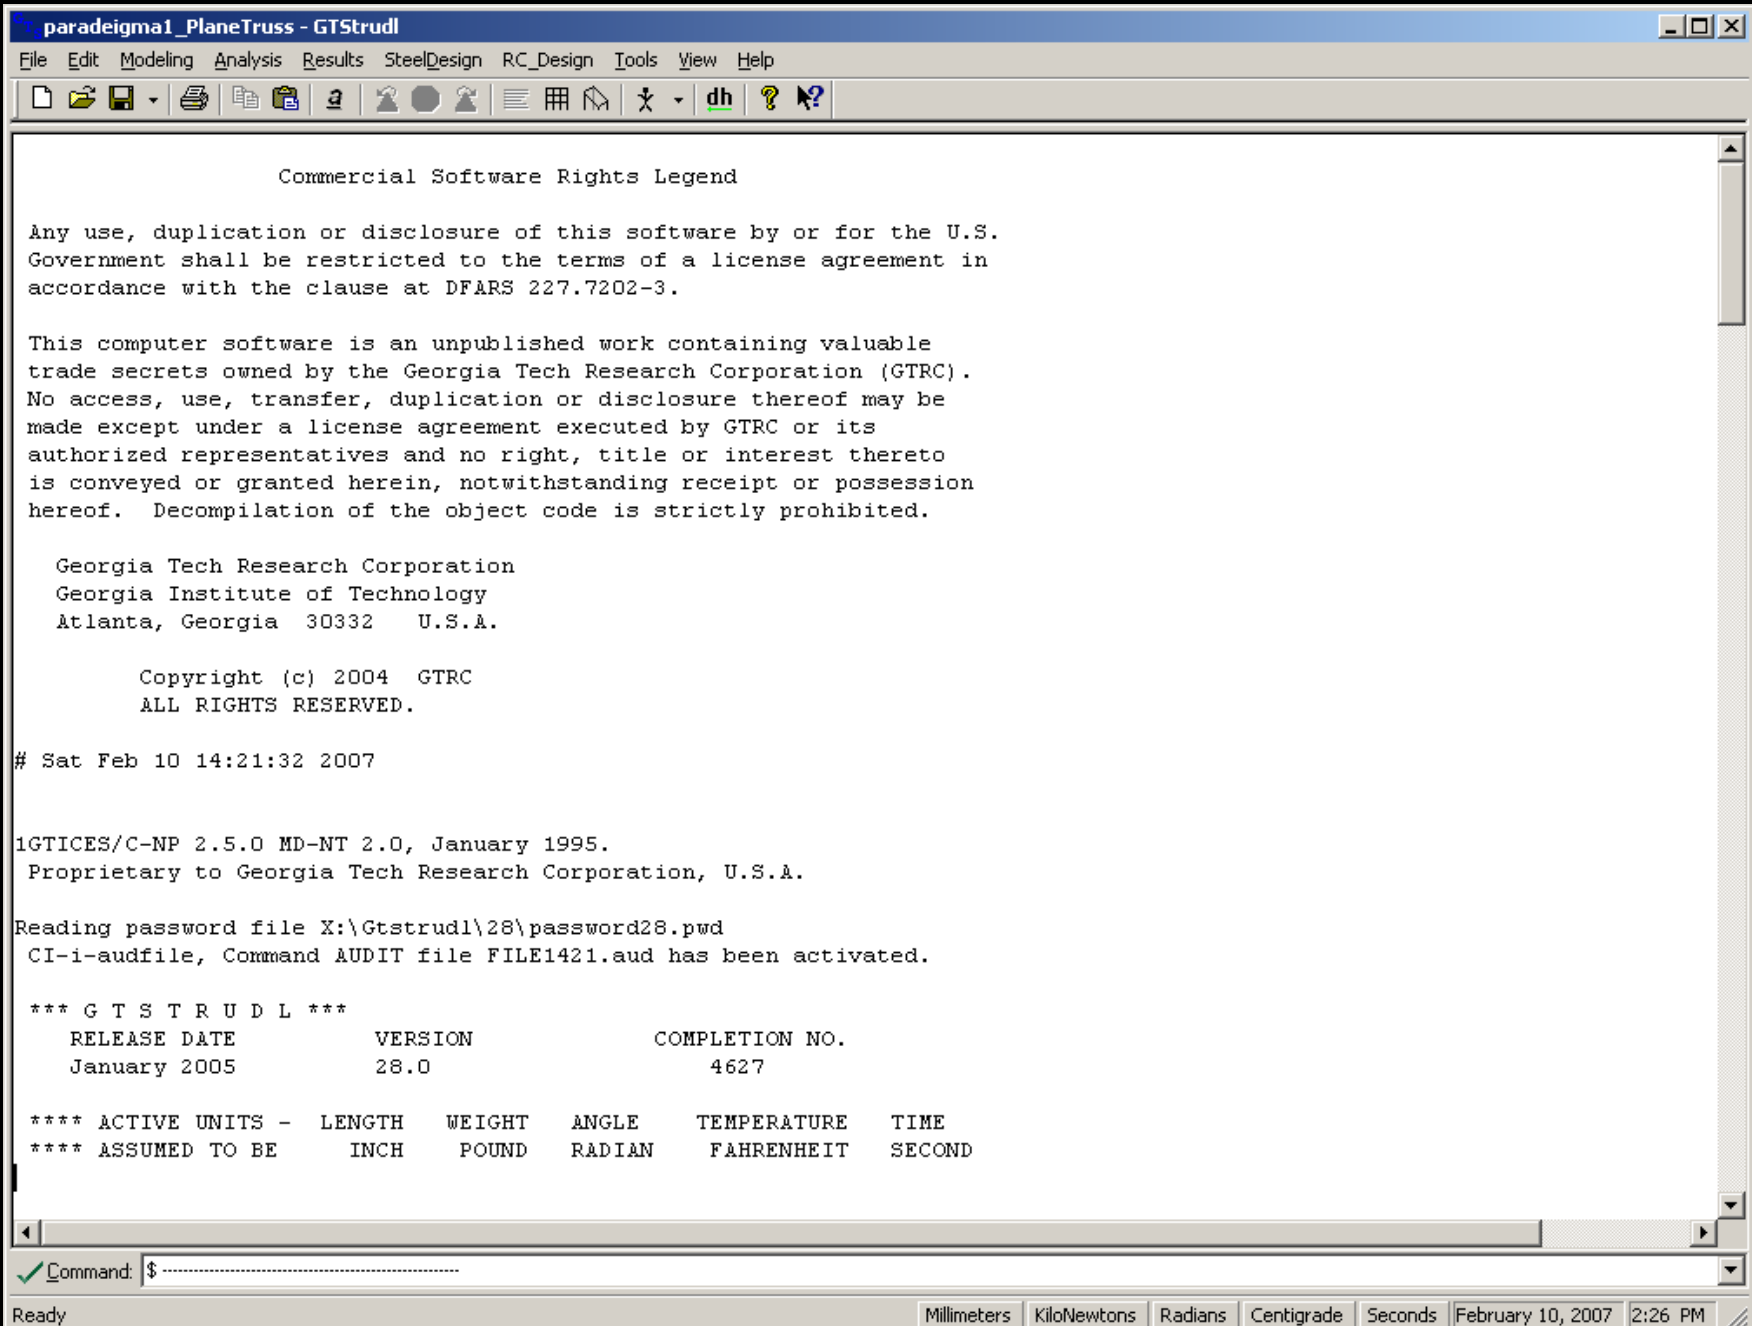 paradeigma1_PlaneTruss - GTStrudl
File Edit Modeling Analysis Results SteelDesign RC_Design Tools View Help
a dh ? ?
Commercial Software Rights Legend
Any use, duplication or disclosure of this software by or for the U.S.
Government shall be restricted to the terms of a license agreement in
accordance with the clause at DFARS 227.7202-3.
This computer software is an unpublished work containing valuable
trade secrets owned by the Georgia Tech Research Corporation (GTRC).
No access, use, transfer, duplication or disclosure thereof may be
made except under a license agreement executed by GTRC or its
authorized representatives and no right, title or interest thereto
is conveyed or granted herein, notwithstanding receipt or possession
hereof.  Decompilation of the object code is strictly prohibited.
Georgia Tech Research Corporation
Georgia Institute of Technology
Atlanta, Georgia  30332   U.S.A.
Copyright (c) 2004  GTRC
ALL RIGHTS RESERVED.
# Sat Feb 10 14:21:32 2007
1GTICES/C-NP 2.5.0 MD-NT 2.0, January 1995.
Proprietary to Georgia Tech Research Corporation, U.S.A.
Reading password file X:\Gtstrudl\28\password28.pwd
CI-i-audfile, Command AUDIT file FILE1421.aud has been activated.
*** G T S T R U D L ***
RELEASE DATE          VERSION             COMPLETION NO.
January 2005          28.0                    4627
**** ACTIVE UNITS -  LENGTH   WEIGHT   ANGLE    TEMPERATURE   TIME
**** ASSUMED TO BE     INCH    POUND   RADIAN    FAHRENHEIT   SECOND
Command: $ ---------------------------------------------------------
Ready Millimeters KiloNewtons Radians Centigrade Seconds February 10, 2007 2:26 PM